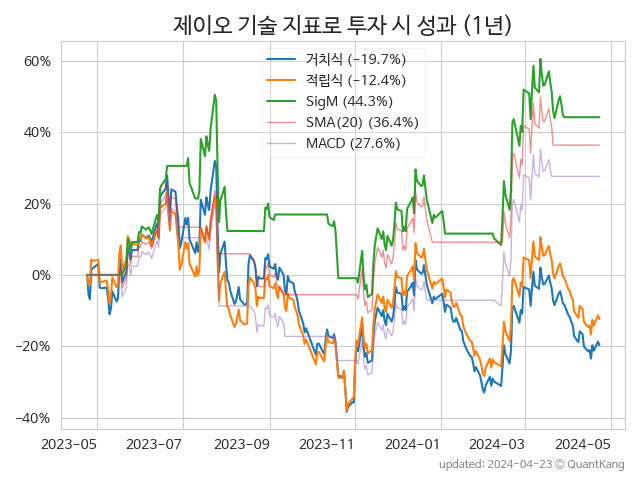 제이오 기술 지표로 투자 시 성과 (1년)
거치식 (−19.7%)
적립식 (−12.4%)
SigM (44.3%)
SMA(20) (36.4%)
MACD (27.6%)
60%
40%
20%
0%
−20%
−40%
2023−05 2023−07 2023−09 2023−11 2024−01 2024−03 2024−05
updated: 2024−04−23 © QuantKang